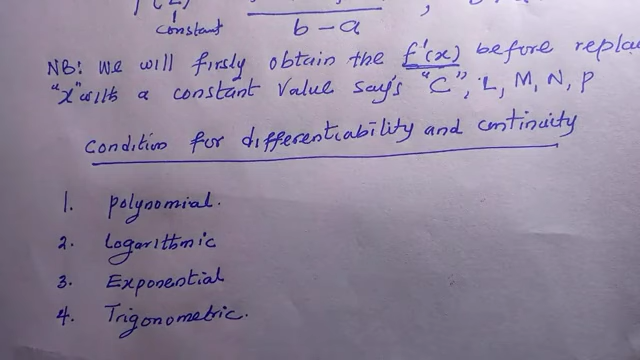 constant
b - a
NB: we will firstly obtain the f'(x) before replac
"x" with a constant value say's "C", L, M, N, P
Condition for differentiability and continuity
1. polynomial.
2. Logarithmic
3. Exponential
4. Trigonometric.